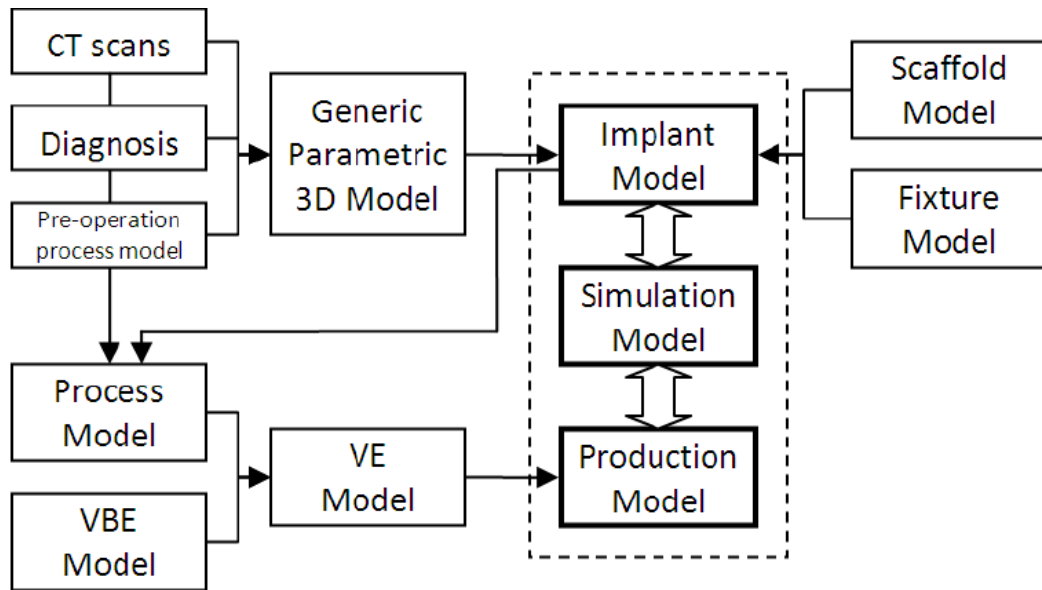 CT scans
Diagnosis
Pre-operation
process model
Generic
Parametric
3D Model
Implant
Model
Scaffold
Model
Fixture
Model
Simulation
Model
Process
Model
VBE
Model
VE
Model
Production
Model